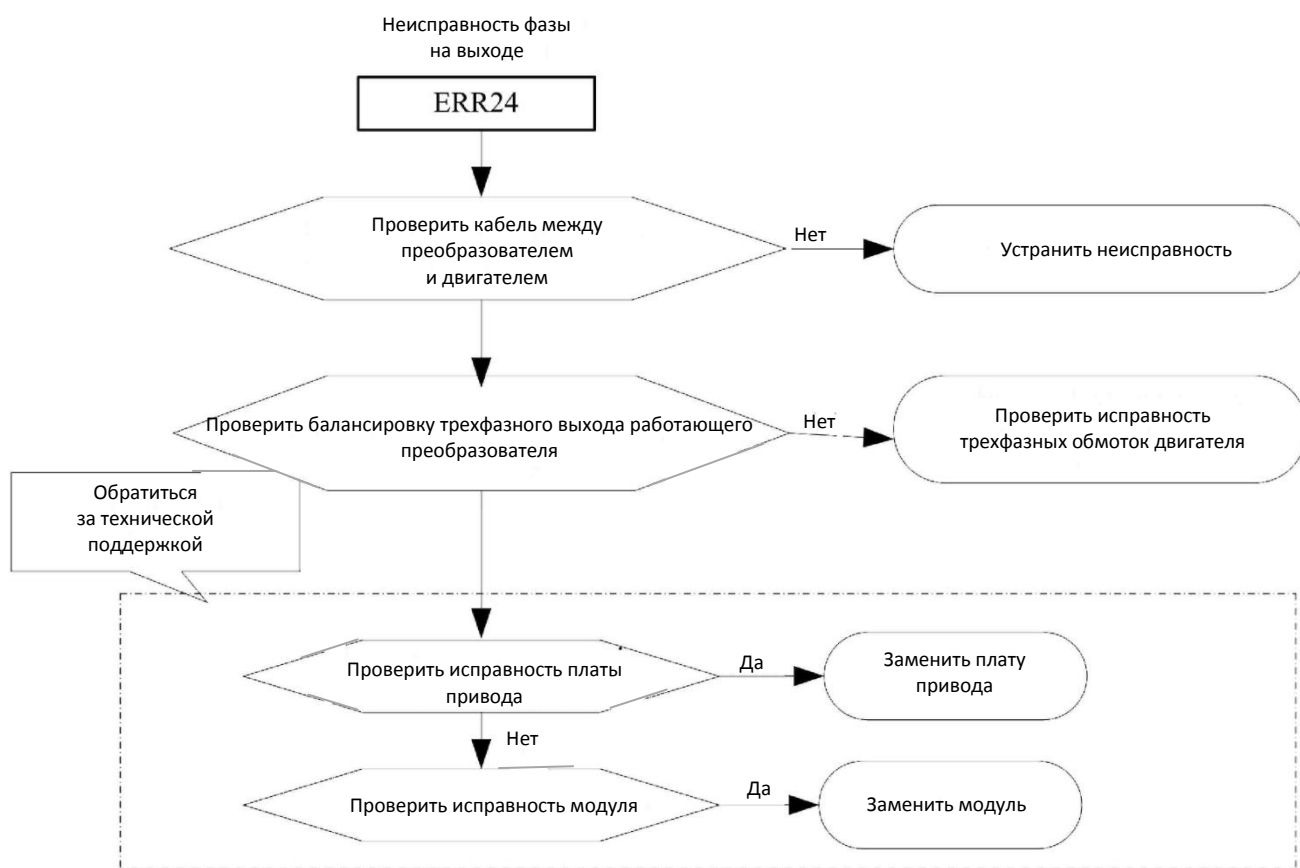 Неисправность фазы
на выходе
ERR24
Проверить кабель между
преобразователем
и двигателем
Нет
Устранить неисправность
Проверить балансировку трехфазного выхода работающего
преобразователя
Нет
Проверить исправность
трехфазных обмоток двигателя
Обратиться
за технической
поддержкой
Проверить исправность платы
привода
Да
Заменить плату
привода
Нет
Проверить исправность модуля
Да
Заменить модуль